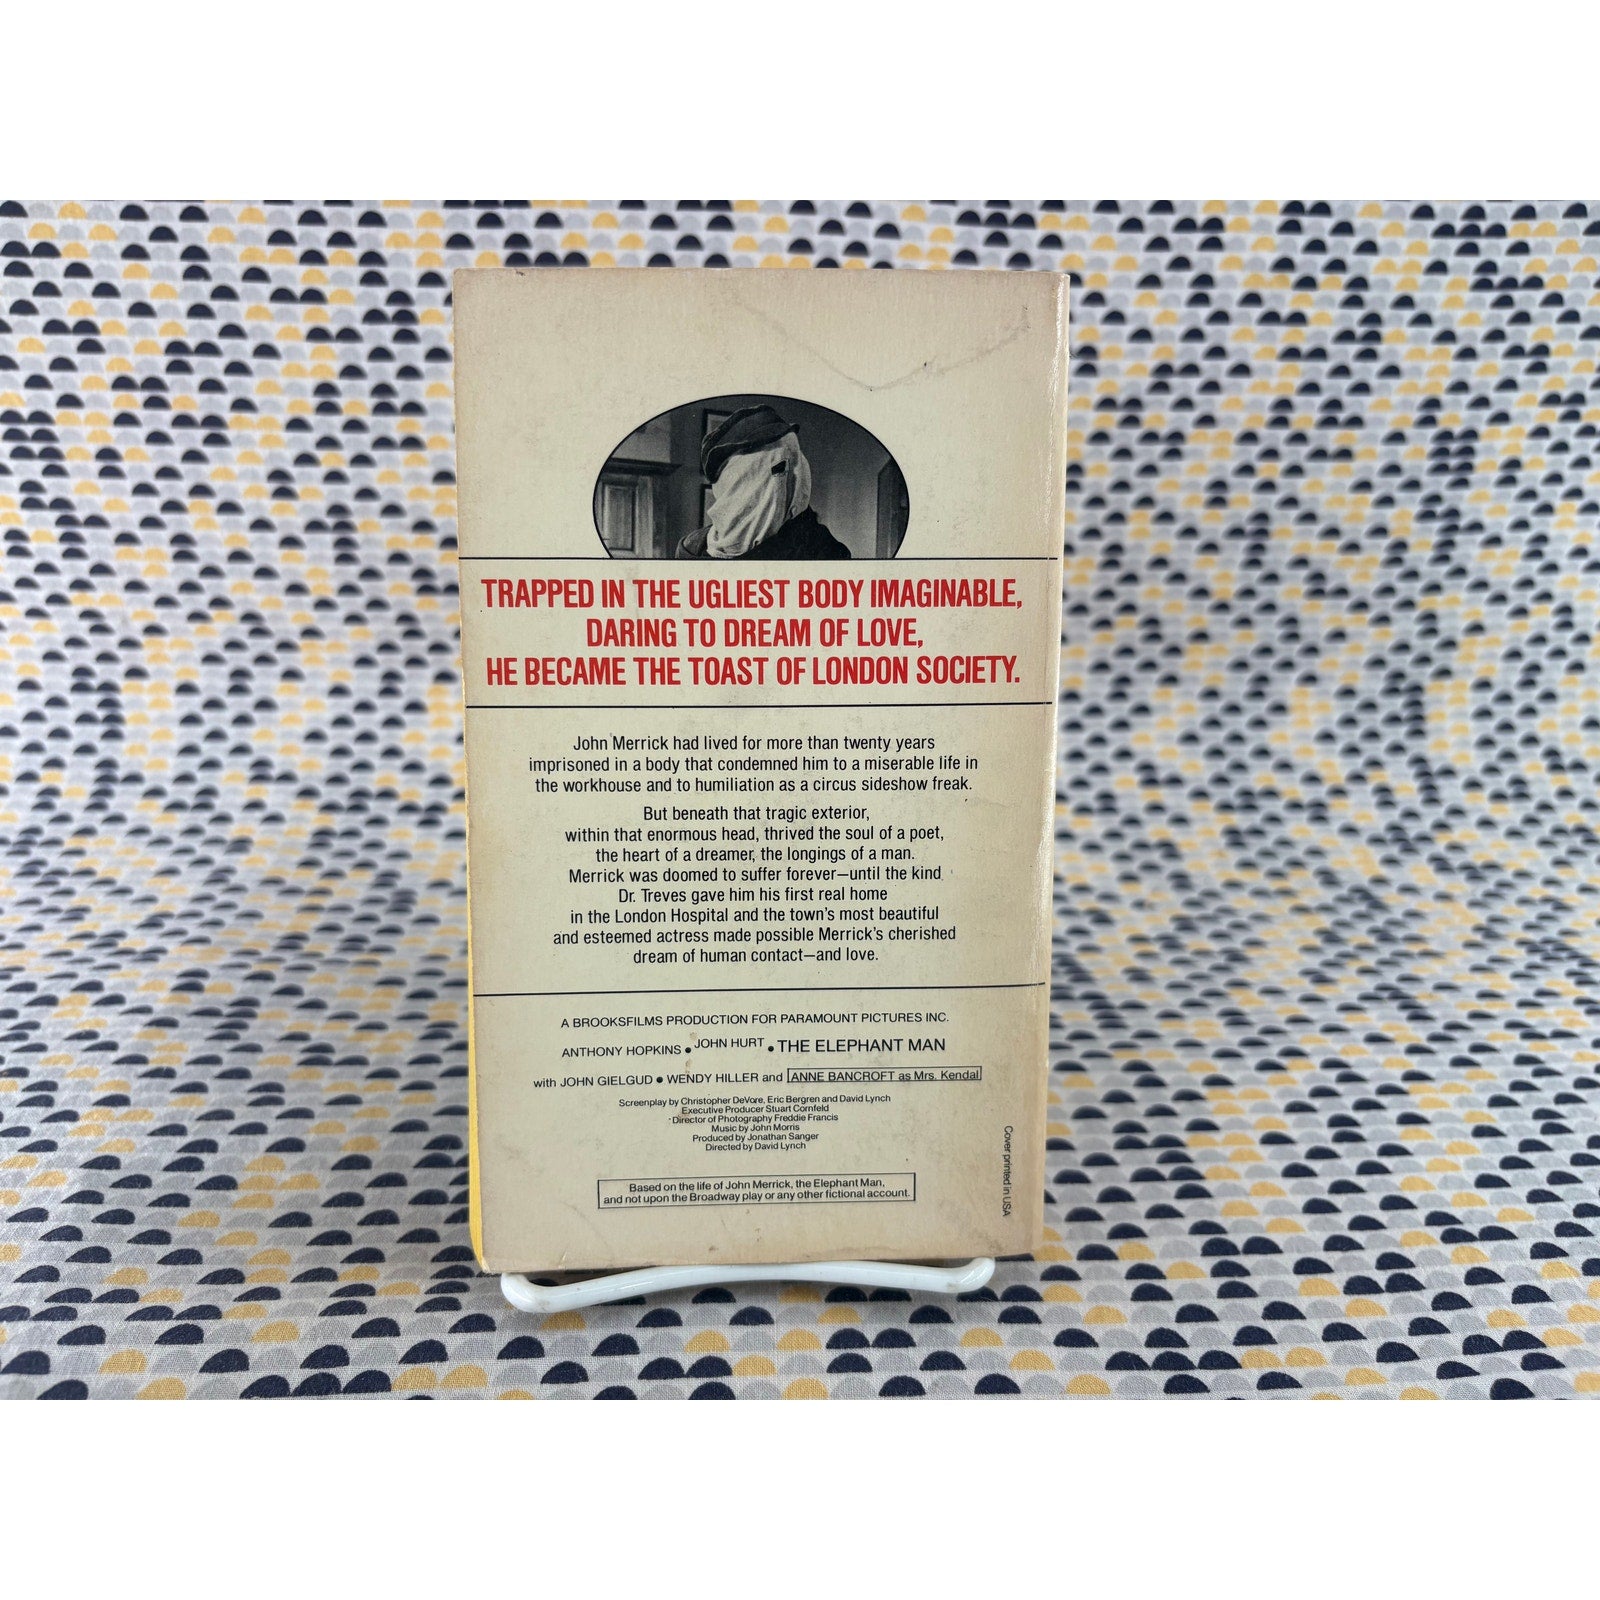 TRAPPED IN THE UGLIEST BODY IMAGINABLE,
DARING TO DREAM OF LOVE,
HE BECAME THE TOAST OF LONDON SOCIETY.
John Merrick had lived for more than twenty years
imprisoned in a body that condemned him to a miserable life in
the workhouse and to humiliation as a circus sideshow freak.
But beneath that tragic exterior,
within that enormous head, thrived the soul of a poet,
the heart of a dreamer, the longings of a man.
Merrick was doomed to suffer forever—until the kind
Dr. Treves gave him his first real home
in the London Hospital and the town's most beautiful
and esteemed actress made possible Merrick's cherished
dream of human contact—and love.
A BROOKSFILMS PRODUCTION FOR PARAMOUNT PICTURES INC.
ANTHONY HOPKINS • JOHN HURT • THE ELEPHANT MAN
with JOHN GIELGUD • WENDY HILLER and ANNE BANCROFT as Mrs. Kendal
Screenplay by Christopher DeVore, Eric Bergren and David Lynch
Executive Producer Stuart Cornfeld
Director of Photography Freddie Francis
Music by John Morris
Produced by Jonathan Sanger
Directed by David Lynch
Based on the life of John Merrick, the Elephant Man,
and not upon the Broadway play or any other fictional account.
Cover printed in USA